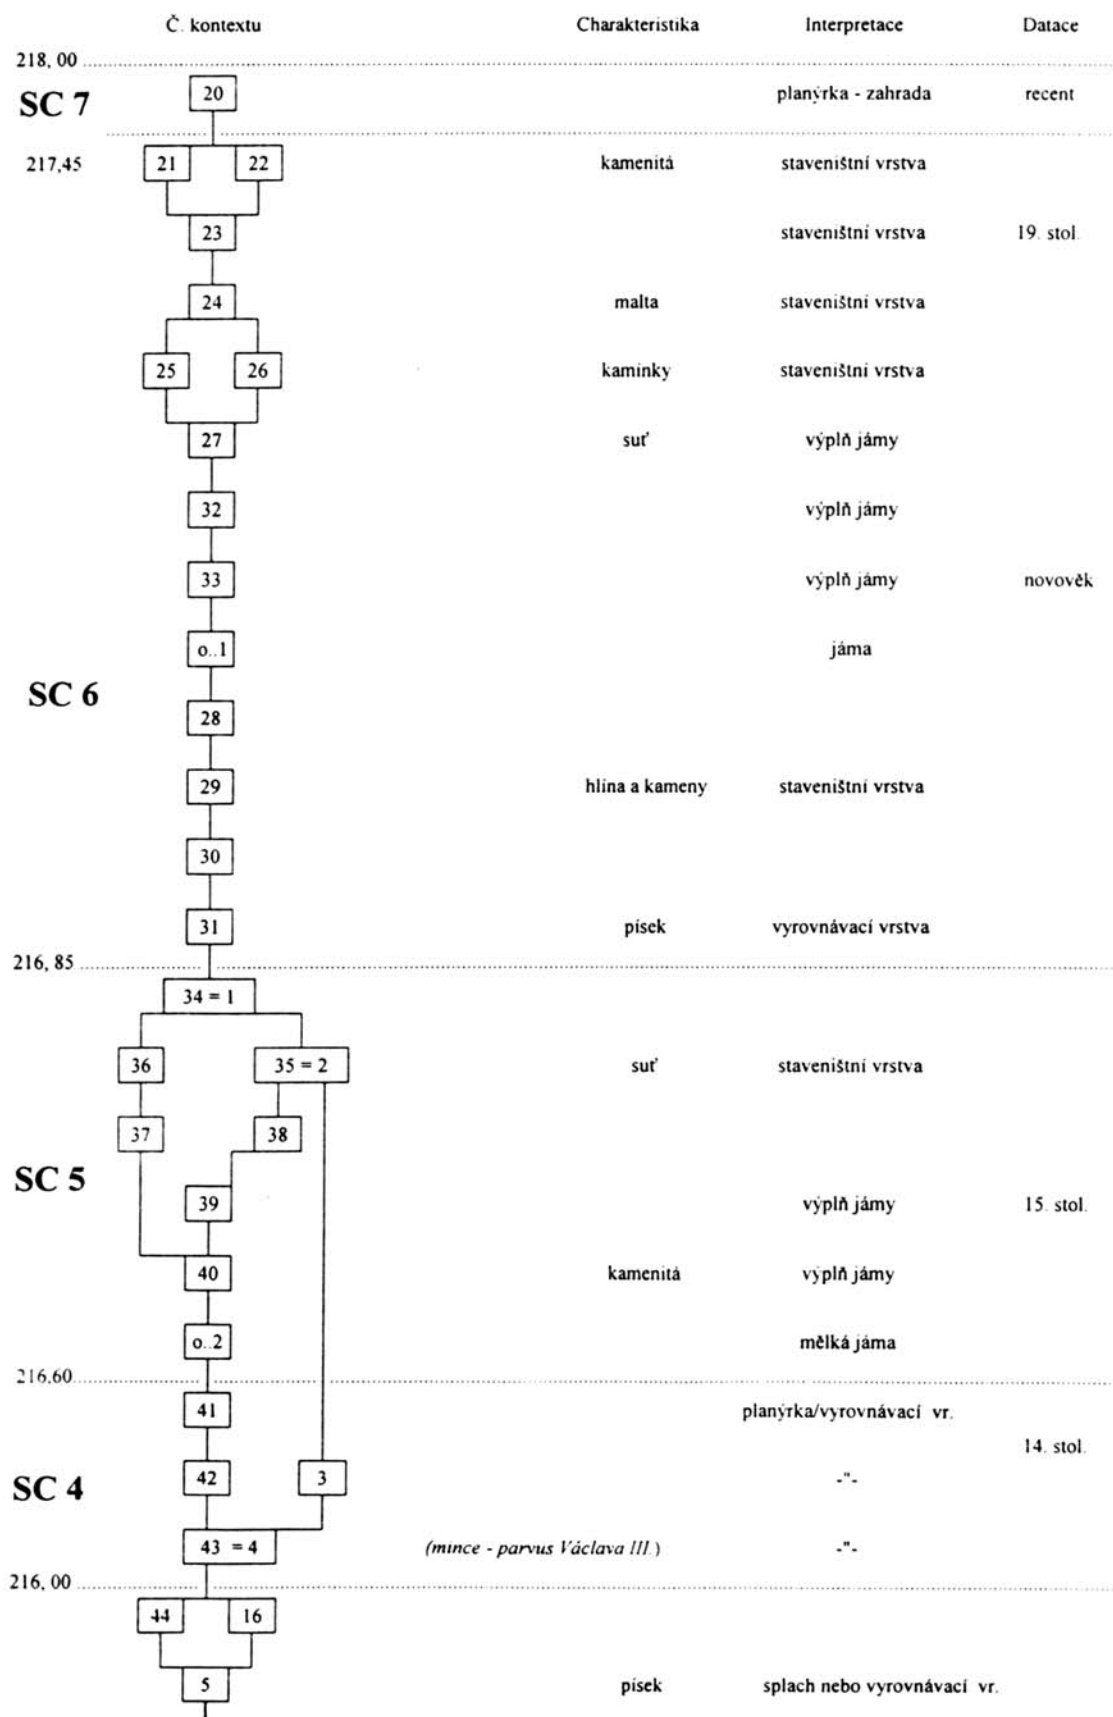 Č. kontextu Charakteristika Interpretace Datace
218, 00
SC 7 20 planýrka - zahrada recent
217,45 21 22 kamenitá staveništní vrstva
23 staveništní vrstva 19. stol.
24 malta staveništní vrstva
25 26 kamínky staveništní vrstva
27 suť výplň jámy
32 výplň jámy
33 výplň jámy novověk
o..1 jáma
SC 6
28
29 hlína a kameny staveništní vrstva
30
31 písek vyrovnávací vrstva
216, 85
34 = 1
36 35 = 2 suť staveništní vrstva
37 38
SC 5
39 výplň jámy 15. stol.
40 kamenitá výplň jámy
o..2 mělká jáma
216,60
41 planýrka/vyrovnávací vr.
14. stol.
SC 4 42 3 -"-
43 = 4 (mince - parvus Václava III.) -"-
216, 00
44 16
5 písek splach nebo vyrovnávací vr.